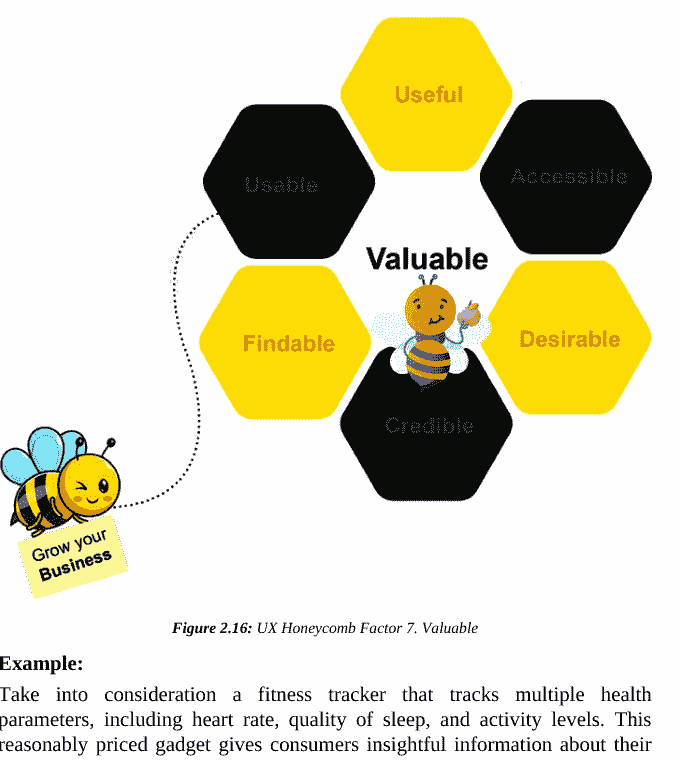 Useful
Usable
Accessible
Valuable
Findable
Desirable
Credible
Grow your
Business
Figure 2.16: UX Honeycomb Factor 7. Valuable
Example:
Take into consideration a fitness tracker that tracks multiple health
parameters, including heart rate, quality of sleep, and activity levels. This
reasonably priced gadget gives consumers insightful information about their